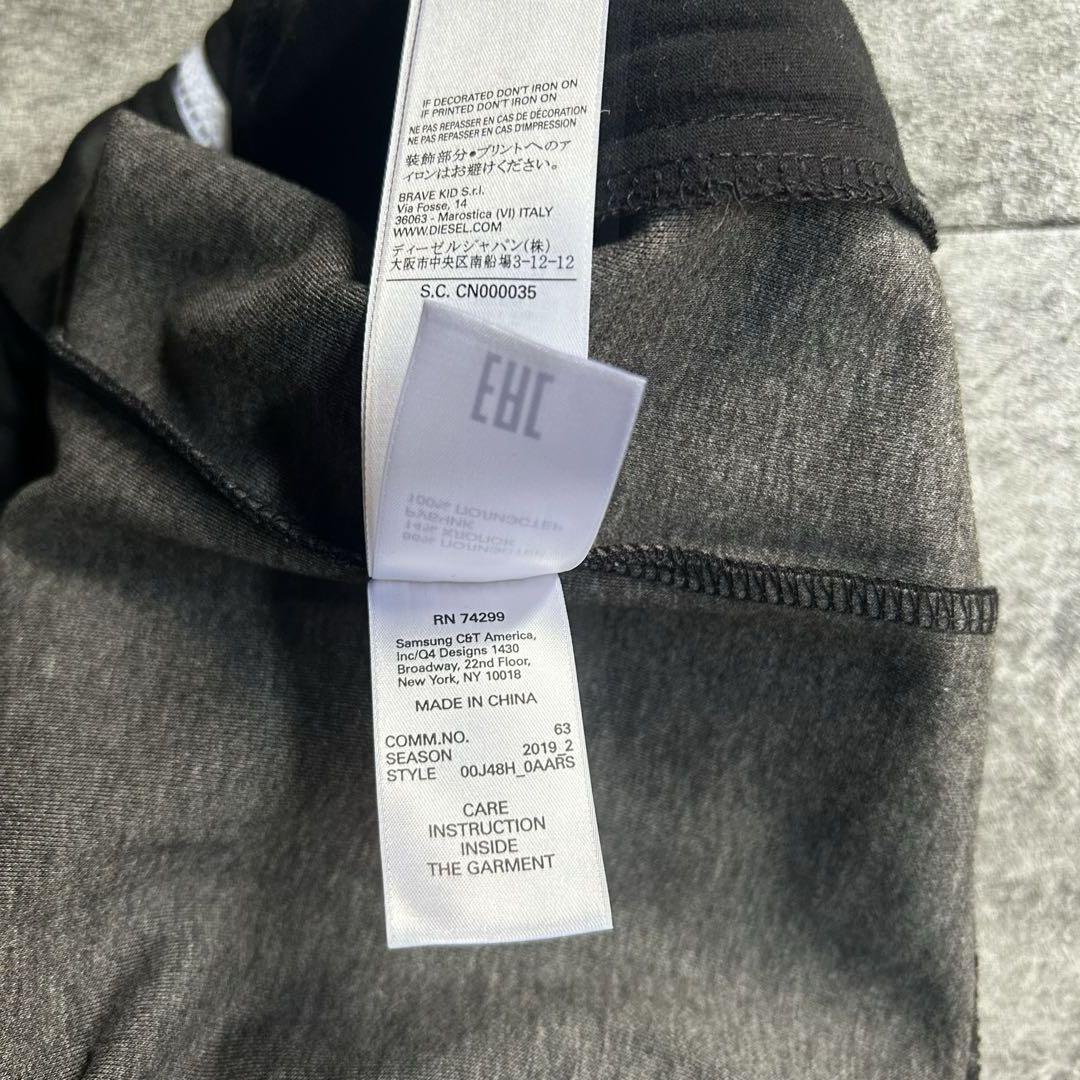 IF DECORATED DON'T IRON ON
IF PRINTED DON'T IRON ON
NE PAS REPASSER EN CAS DE DÉCORATION
NE PAS REPASSER EN CAS D'IMPRESSION
装飾部分●プリントへのア
イロンはお避けください。
BRAVE KID S.r.l.
Via Fosse, 14
36063 - Marostica (VI) ITALY
WWW.DIESEL.COM
ディーゼルジャパン(株)
大阪市中央区南船場3-12-12
S.C. CN000035
EAC
RN 74299
Samsung C&T America,
Inc/Q4 Designs 1430
Broadway, 22nd Floor,
New York, NY 10018
MADE IN CHINA
COMM.NO. 63
SEASON 2019_2
STYLE 00J48H_0AARS
CARE
INSTRUCTION
INSIDE
THE GARMENT